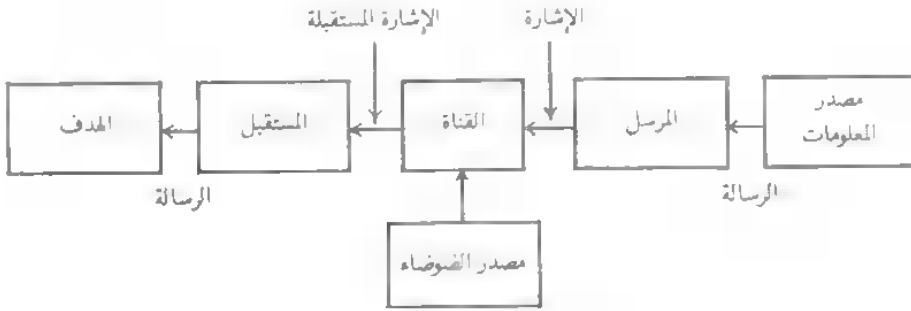 الإشارة
الإشارة المستقبلة
مصدر
المعلومات
المرسل
القناة
المستقبل
الهدف
الرسالة
الرسالة
مصدر الضوضاء